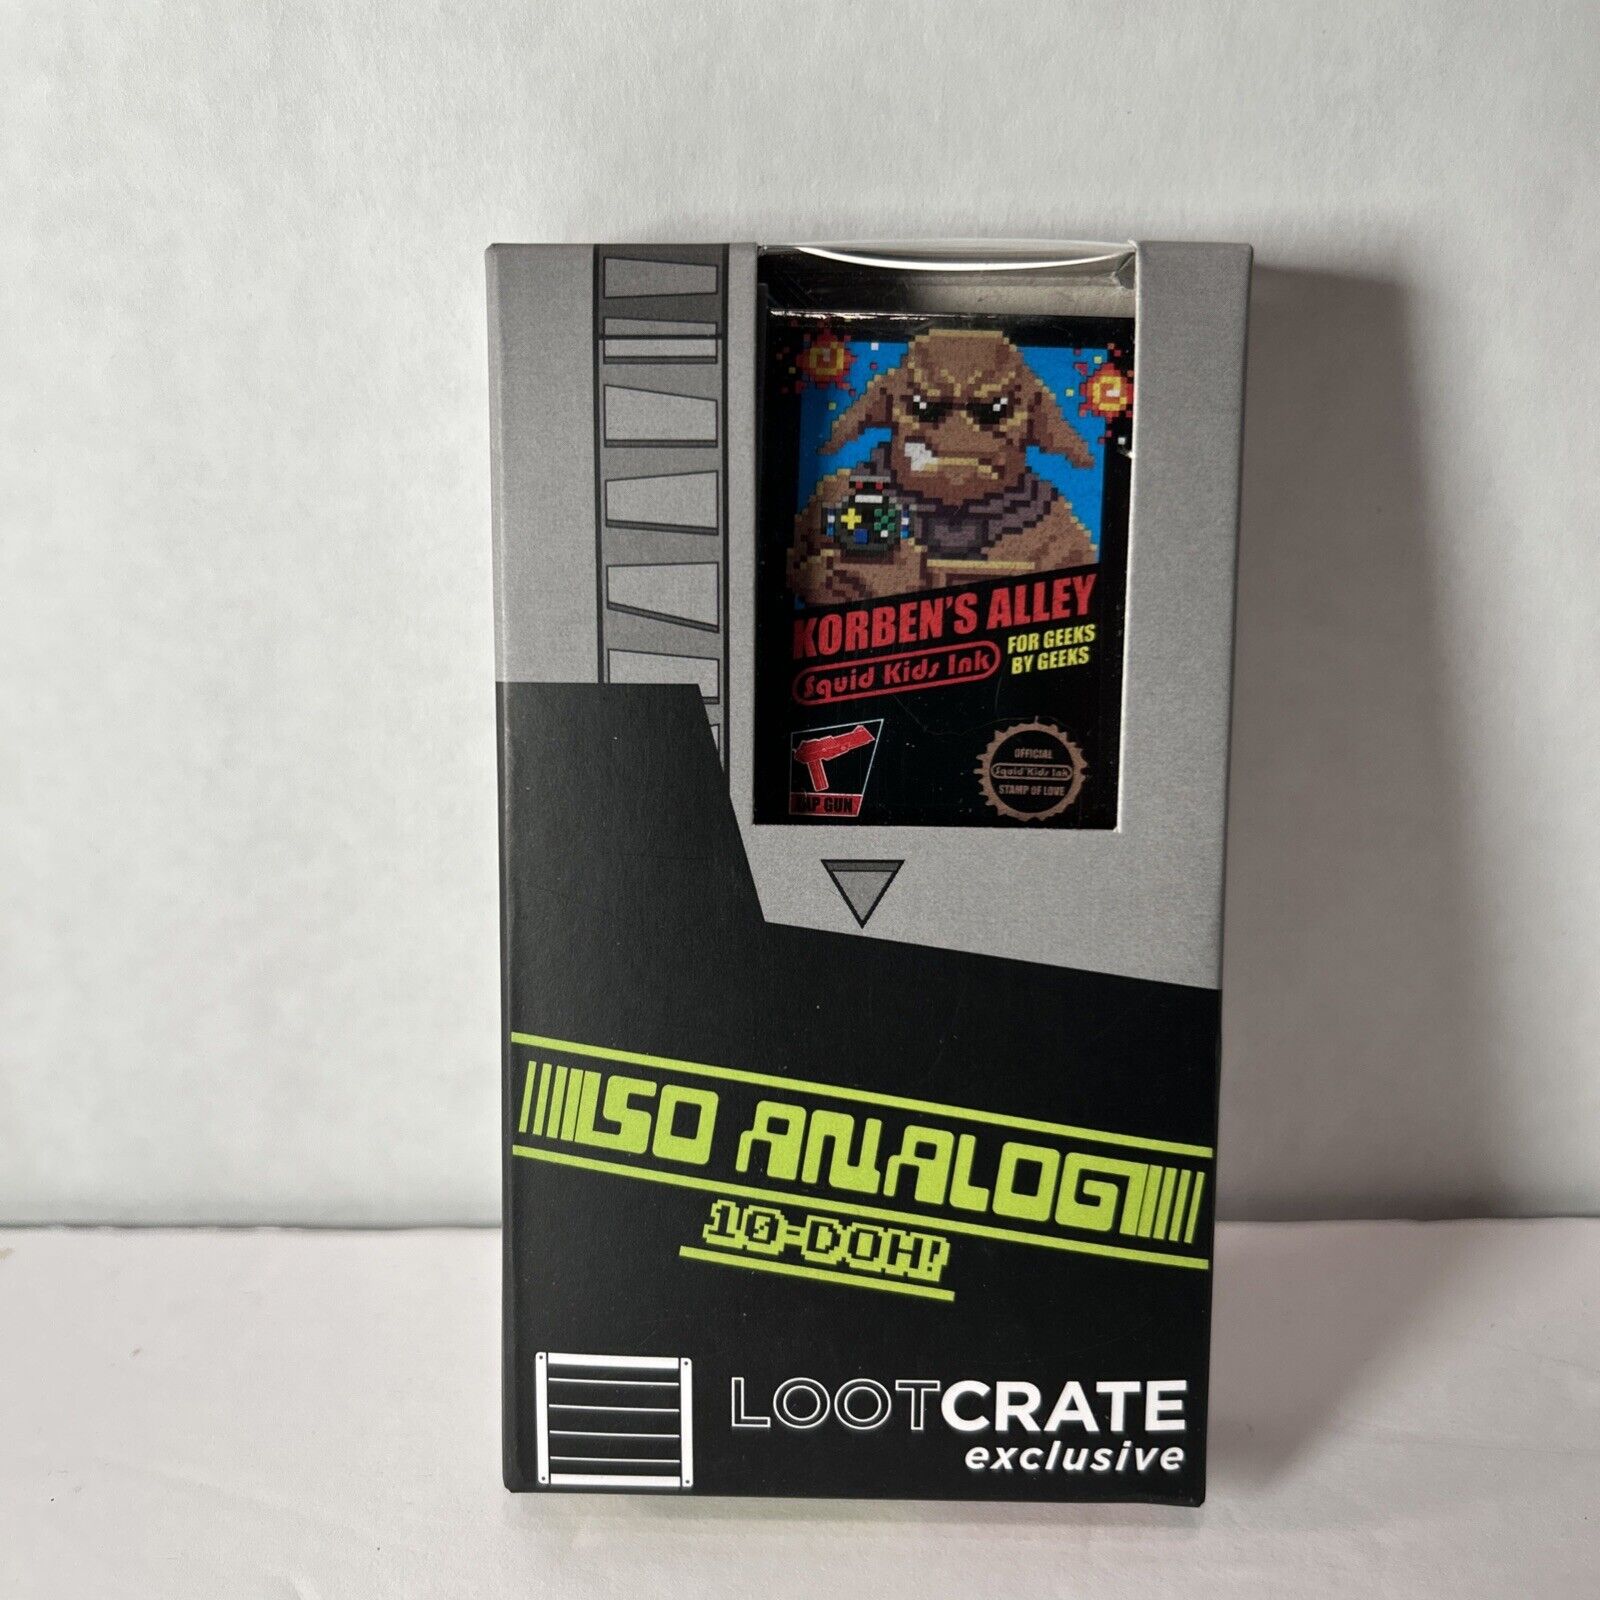 KORBEN'S ALLEY
Squid Kids Ink
FOR GEEKS
BY GEEKS
GUN
OFFICIAL
Squid Kids Ink
STAMP OF LOVE
SO ANALOG
10-DOH!
LOOTCRATE
exclusive